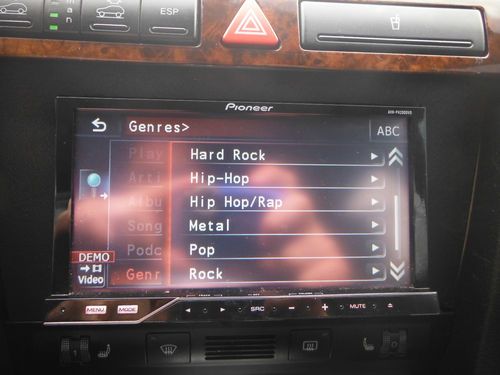 ESP
Pioneer
Genres>
ABC
Play
Hard Rock
Arti
Hip-Hop
Albu
Hip Hop/Rap
Song
Metal
Podc
Pop
Genr
Rock
DEMO
Video
MENU
MODE
SRC
MUTE